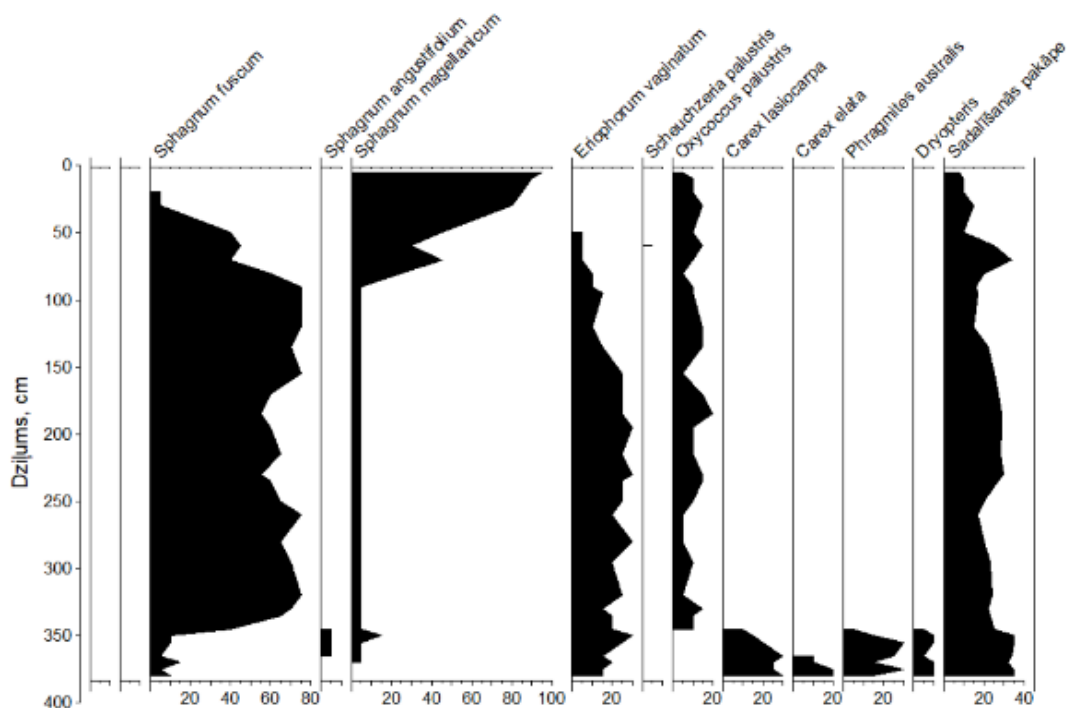 Sphagnum fuscum
Sphagnum angustifolium
Sphagnum magellanicum
Eriophorum vaginatum
Scheuchzeria palustris
Oxycoccus palustris
Carex lasiocarpa
Carex elata
Phragmites australis
Dryopteris
Sadalīšanās pakāpe
Dziļums, cm
0
50
100
150
200
250
300
350
400
20 40 60 80
20 40 60 80 100
20
20
20
20
20
20 40